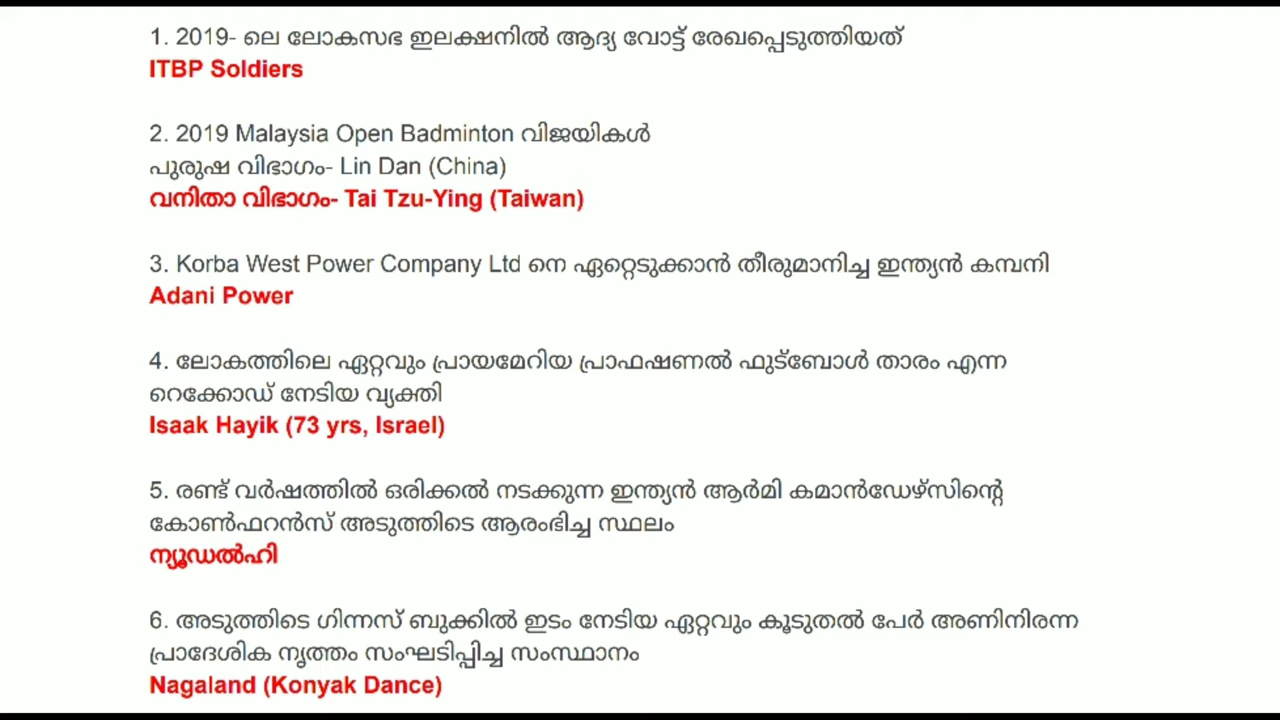 1. 2019- ലെ ലോകസഭ ഇലക്ഷനിൽ ആദ്യ വോട്ട് രേഖപ്പെടുത്തിയത്
ITBP Soldiers
2. 2019 Malaysia Open Badminton വിജയികൾ
പുരുഷ വിഭാഗം- Lin Dan (China)
വനിതാ വിഭാഗം- Tai Tzu-Ying (Taiwan)
3. Korba West Power Company Ltd നെ ഏറ്റെടുക്കാൻ തീരുമാനിച്ച ഇന്ത്യൻ കമ്പനി
Adani Power
4. ലോകത്തിലെ ഏറ്റവും പ്രായമേറിയ പ്രാഫഷണൽ ഫുട്ബോൾ താരം എന്ന
റെക്കോഡ് നേടിയ വ്യക്തി
Isaak Hayik (73 yrs, Israel)
5. രണ്ട് വർഷത്തിൽ ഒരിക്കൽ നടക്കുന്ന ഇന്ത്യൻ ആർമി കമാൻഡേഴ്സിന്റെ
കോൺഫറൻസ് അടുത്തിടെ ആരംഭിച്ച സ്ഥലം
ന്യൂഡൽഹി
6. അടുത്തിടെ ഗിന്നസ് ബുക്കിൽ ഇടം നേടിയ ഏറ്റവും കൂടുതൽ പേർ അണിനിരന്ന
പ്രാദേശിക നൃത്തം സംഘടിപ്പിച്ച സംസ്ഥാനം
Nagaland (Konyak Dance)